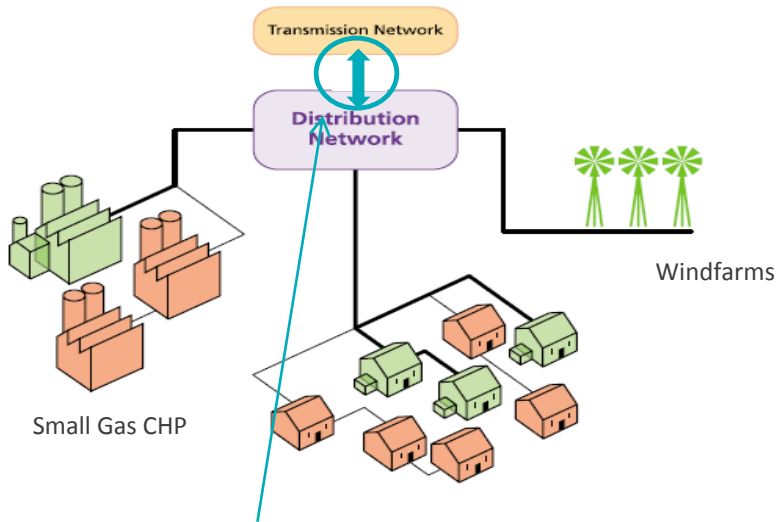 Transmission Network
Distribution
Network
Windfarms
Small Gas CHP